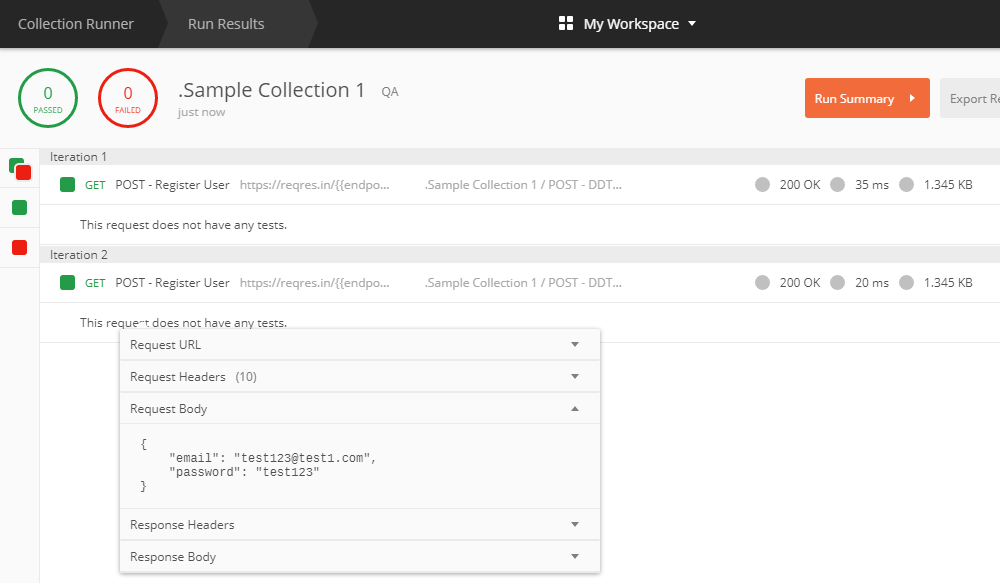 Collection Runner Run Results My Workspace
0 PASSED
0 FAILED
.Sample Collection 1 QA
just now
Run Summary
Export Re
Iteration 1
GET POST - Register User https://reqres.in/{{endpo... .Sample Collection 1 / POST - DDT... 200 OK 35 ms 1.345 KB
This request does not have any tests.
Iteration 2
GET POST - Register User https://reqres.in/{{endpo... .Sample Collection 1 / POST - DDT... 200 OK 20 ms 1.345 KB
This request does not have any tests.
Request URL
Request Headers (10)
Request Body
{
"email": "test123@test1.com",
"password": "test123"
}
Response Headers
Response Body